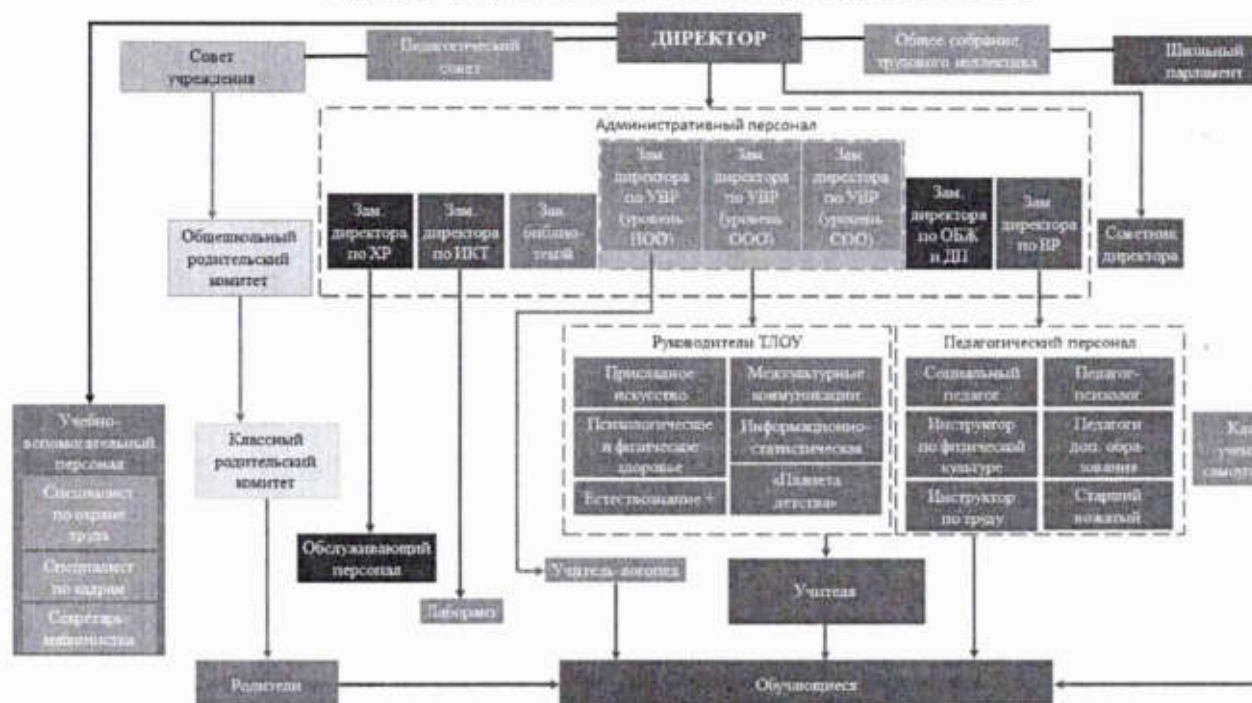 ДИРЕКТОР
Педагогический
совет
Общее собрание
трудового коллектива
Совет
учреждения
Школьный
парламент
Административный персонал
Зам.
директора
по ХР
Зам.
директора
по ИКТ
Зав.
библио-
текой
Зам.
директора
по УВР
(уровень
НОО)
Зам.
директора
по УВР
(уровень
ООО)
Зам.
директора
по УВР
(уровень
СОО)
Зам.
директора
по ОБЖ
и ДП
Зам.
директора
по ВР
Советник
директора
Общешкольный
родительский
комитет
Руководители ТЛОУ
Прикладное
искусство
Межкультурные
коммуникации
Психологическое
и физическое
здоровье
Информационно-
статистическая
Естествознание +
«Планета
детства»
Педагогический персонал
Социальный
педагог
Педагог-
психолог
Инструктор
по физической
культуре
Педагоги
доп. обра-
зования
Инструктор
по труду
Старший
вожатый
Учебно-
вспомогательный
персонал
Специалист
по охране
труда
Специалист
по кадрам
Секретарь-
машинистка
Классный
родительский
комитет
Обслуживающий
персонал
Лаборант
Учитель-логопед
Учителя
Родители
Обучающиеся